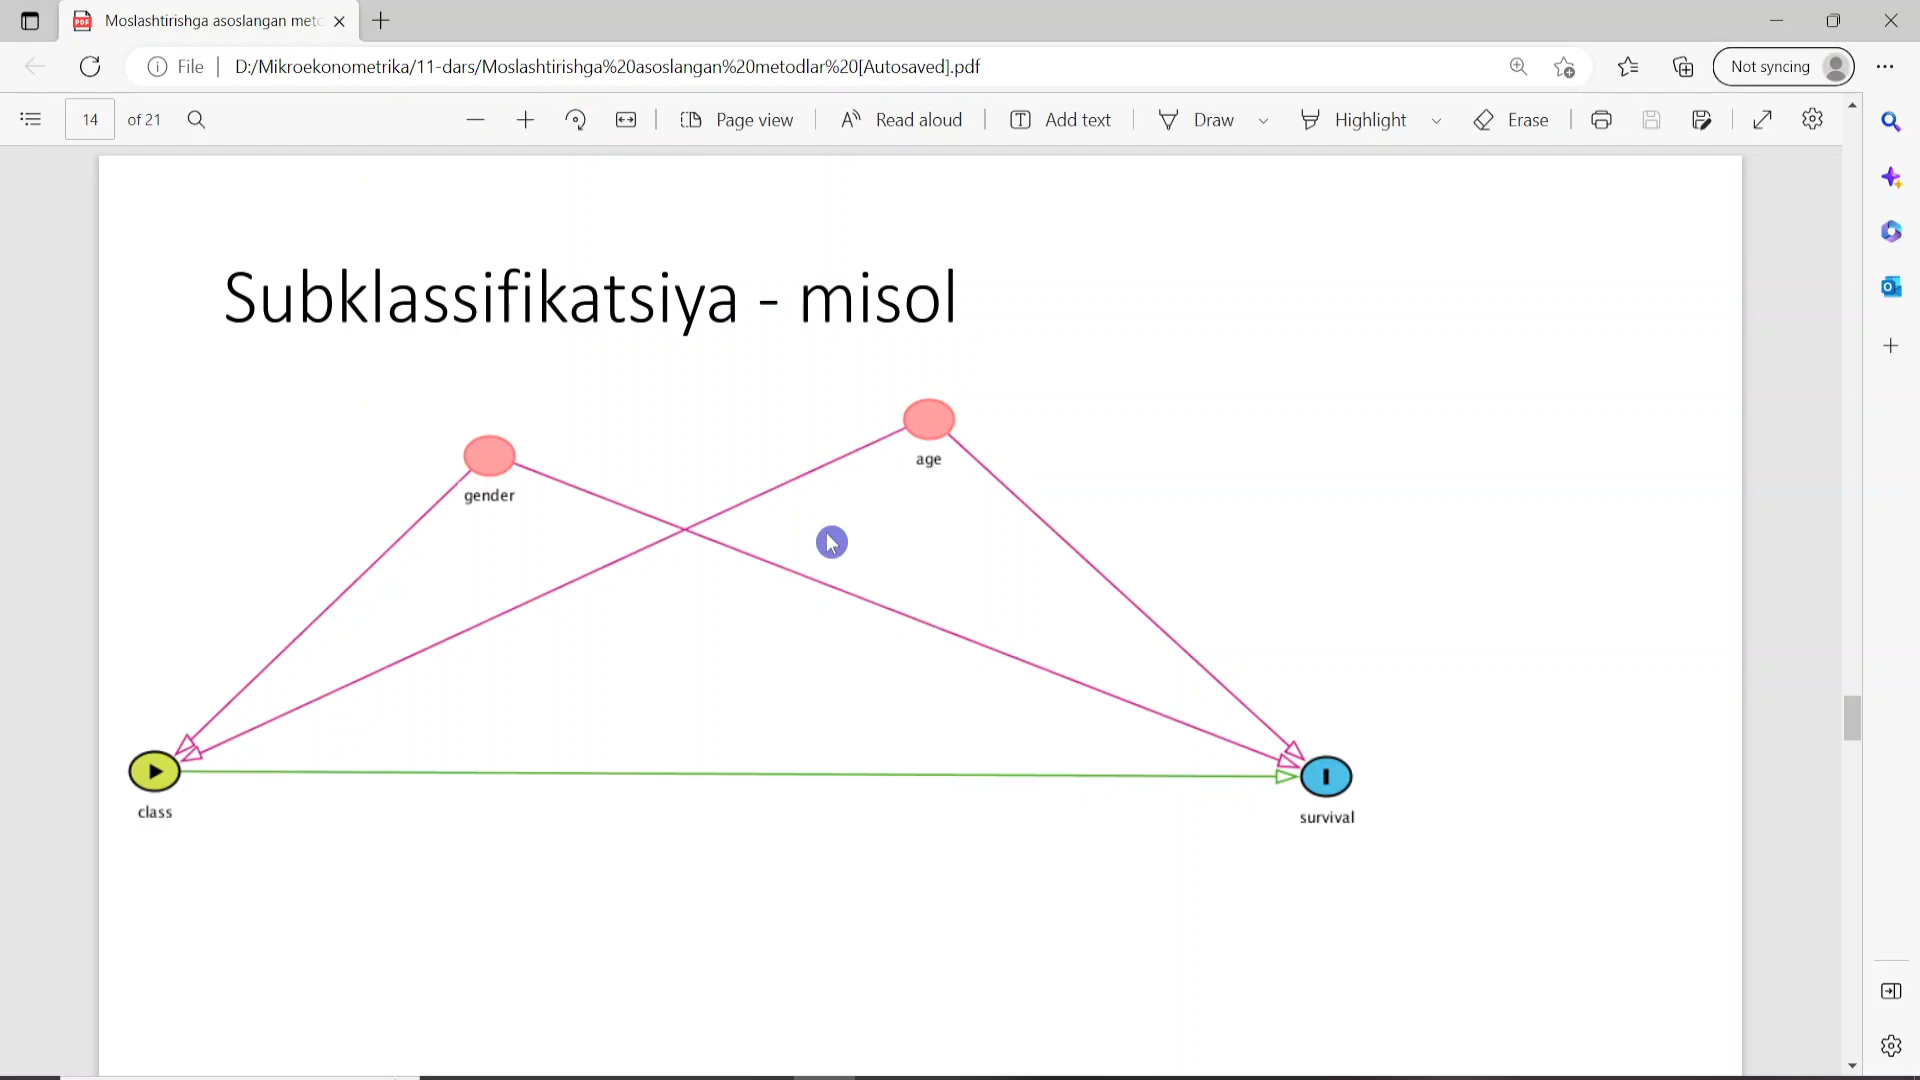 Moslashtirishga asoslangan meto
File
D:/Mikroekonometrika/11-dars/Moslashtirishga%20asoslangan%20metodlar%20[Autosaved].pdf
Not syncing
14 of 21
Page view
Read aloud
Add text
Draw
Highlight
Erase
Subklassifikatsiya - misol
age
gender
class
survival